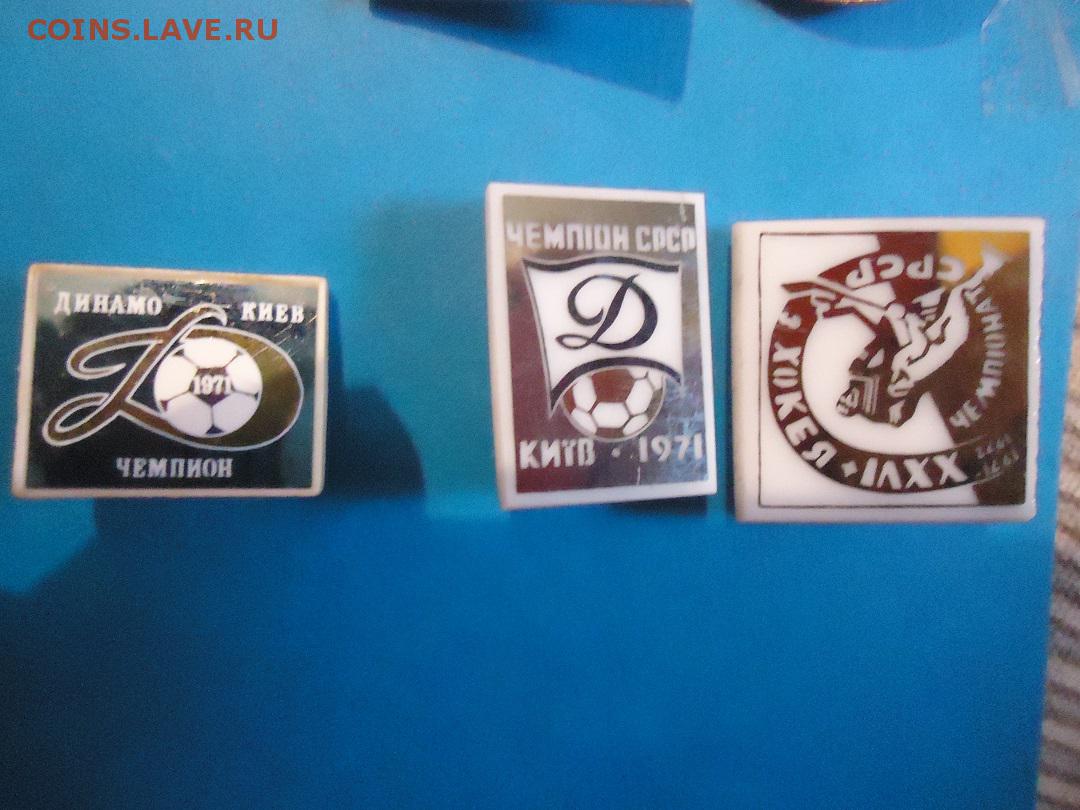 COINS.LAVE.RU
ДИНАМО КИЕВ
1971
ЧЕМПИОН
ЧЕМПІОН СРСР
Д
КИЇВ · 1971
XXVI ЧЕМПІОНАТ СРСР
З ХОКЕЯ